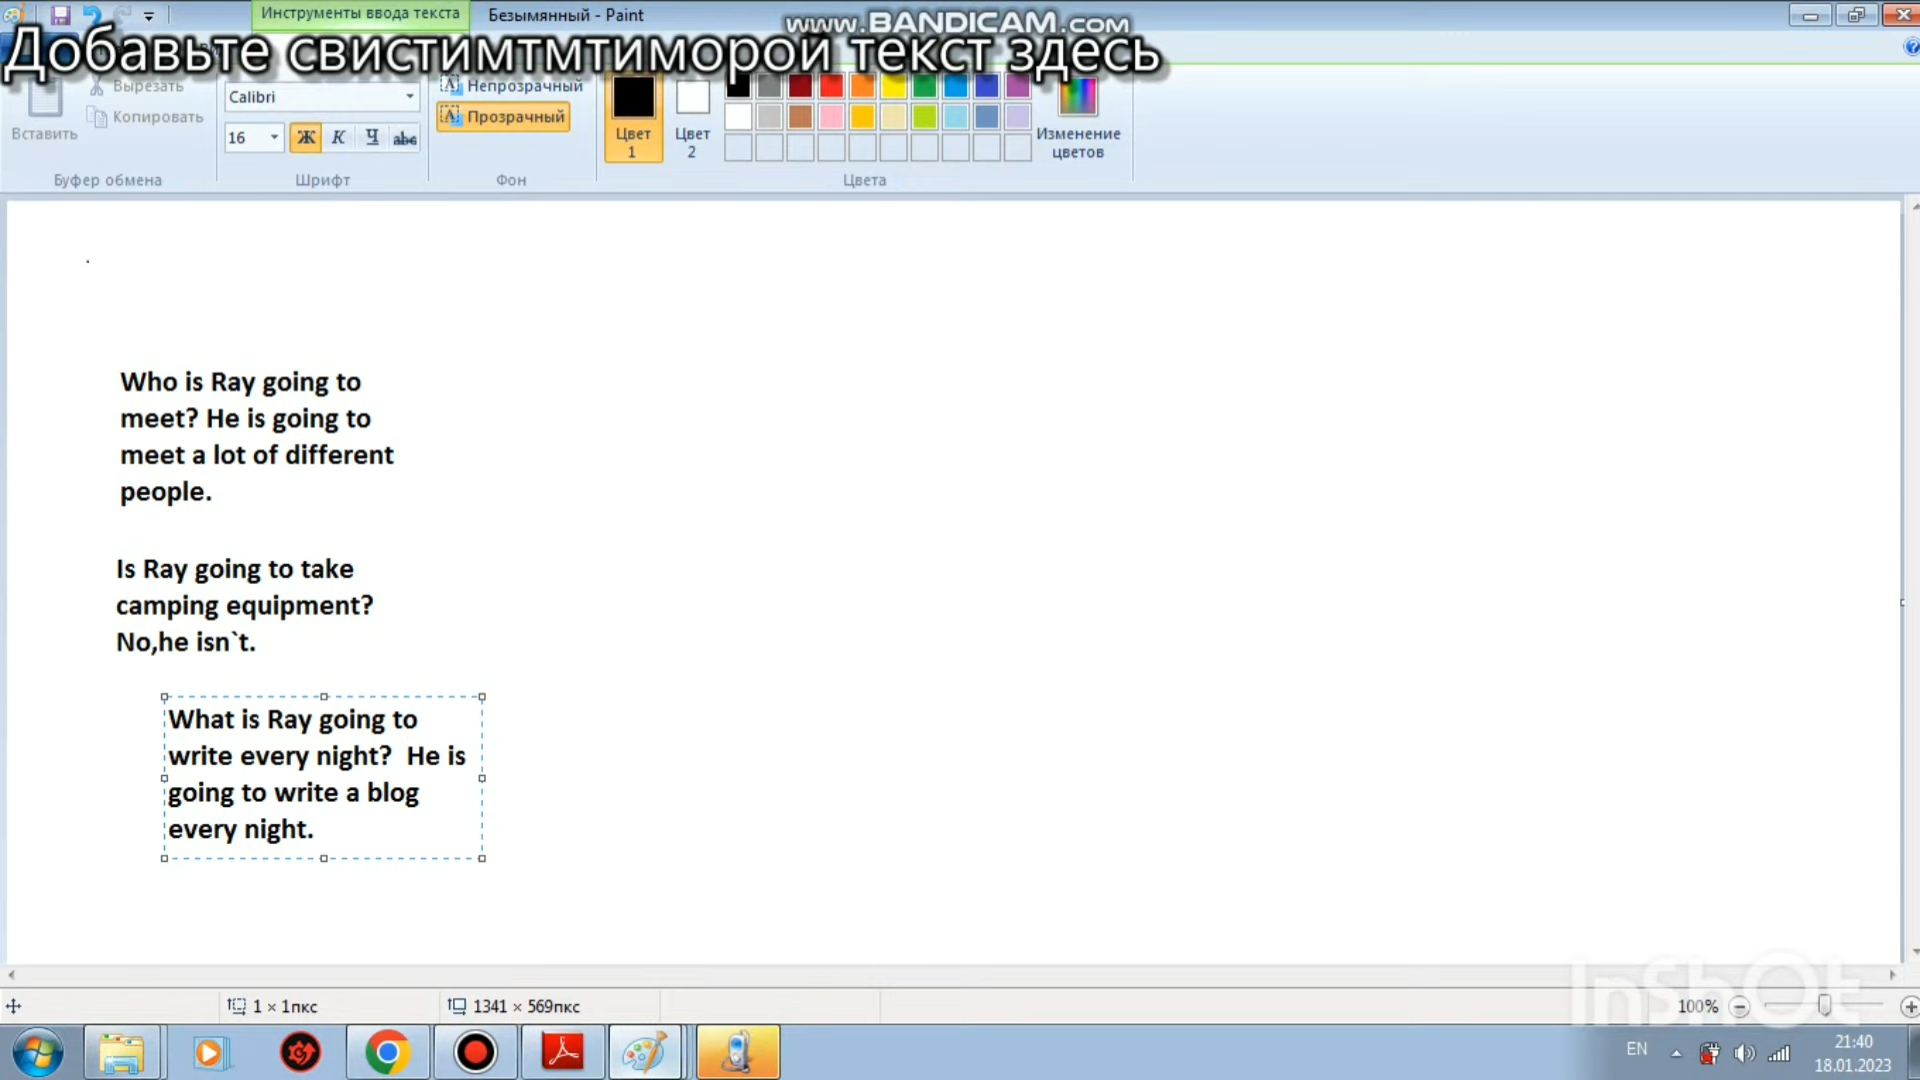 Инструменты ввода текста
Безымянный - Paint
www.BANDICAM.com
Добавьте свистимтмтиморой текст здесь
Вырезать
Копировать
Вставить
Буфер обмена
Calibri
16
Ж К Ч abc
Шрифт
Непрозрачный
Прозрачный
Фон
Цвет 1
Цвет 2
Изменение цветов
Цвета
Who is Ray going to
meet? He is going to
meet a lot of different
people.
Is Ray going to take
camping equipment?
No,he isn`t.
What is Ray going to
write every night?  He is
going to write a blog
every night.
InShOt
1 × 1пкс
1341 × 569пкс
100%
EN
21:40
18.01.2023